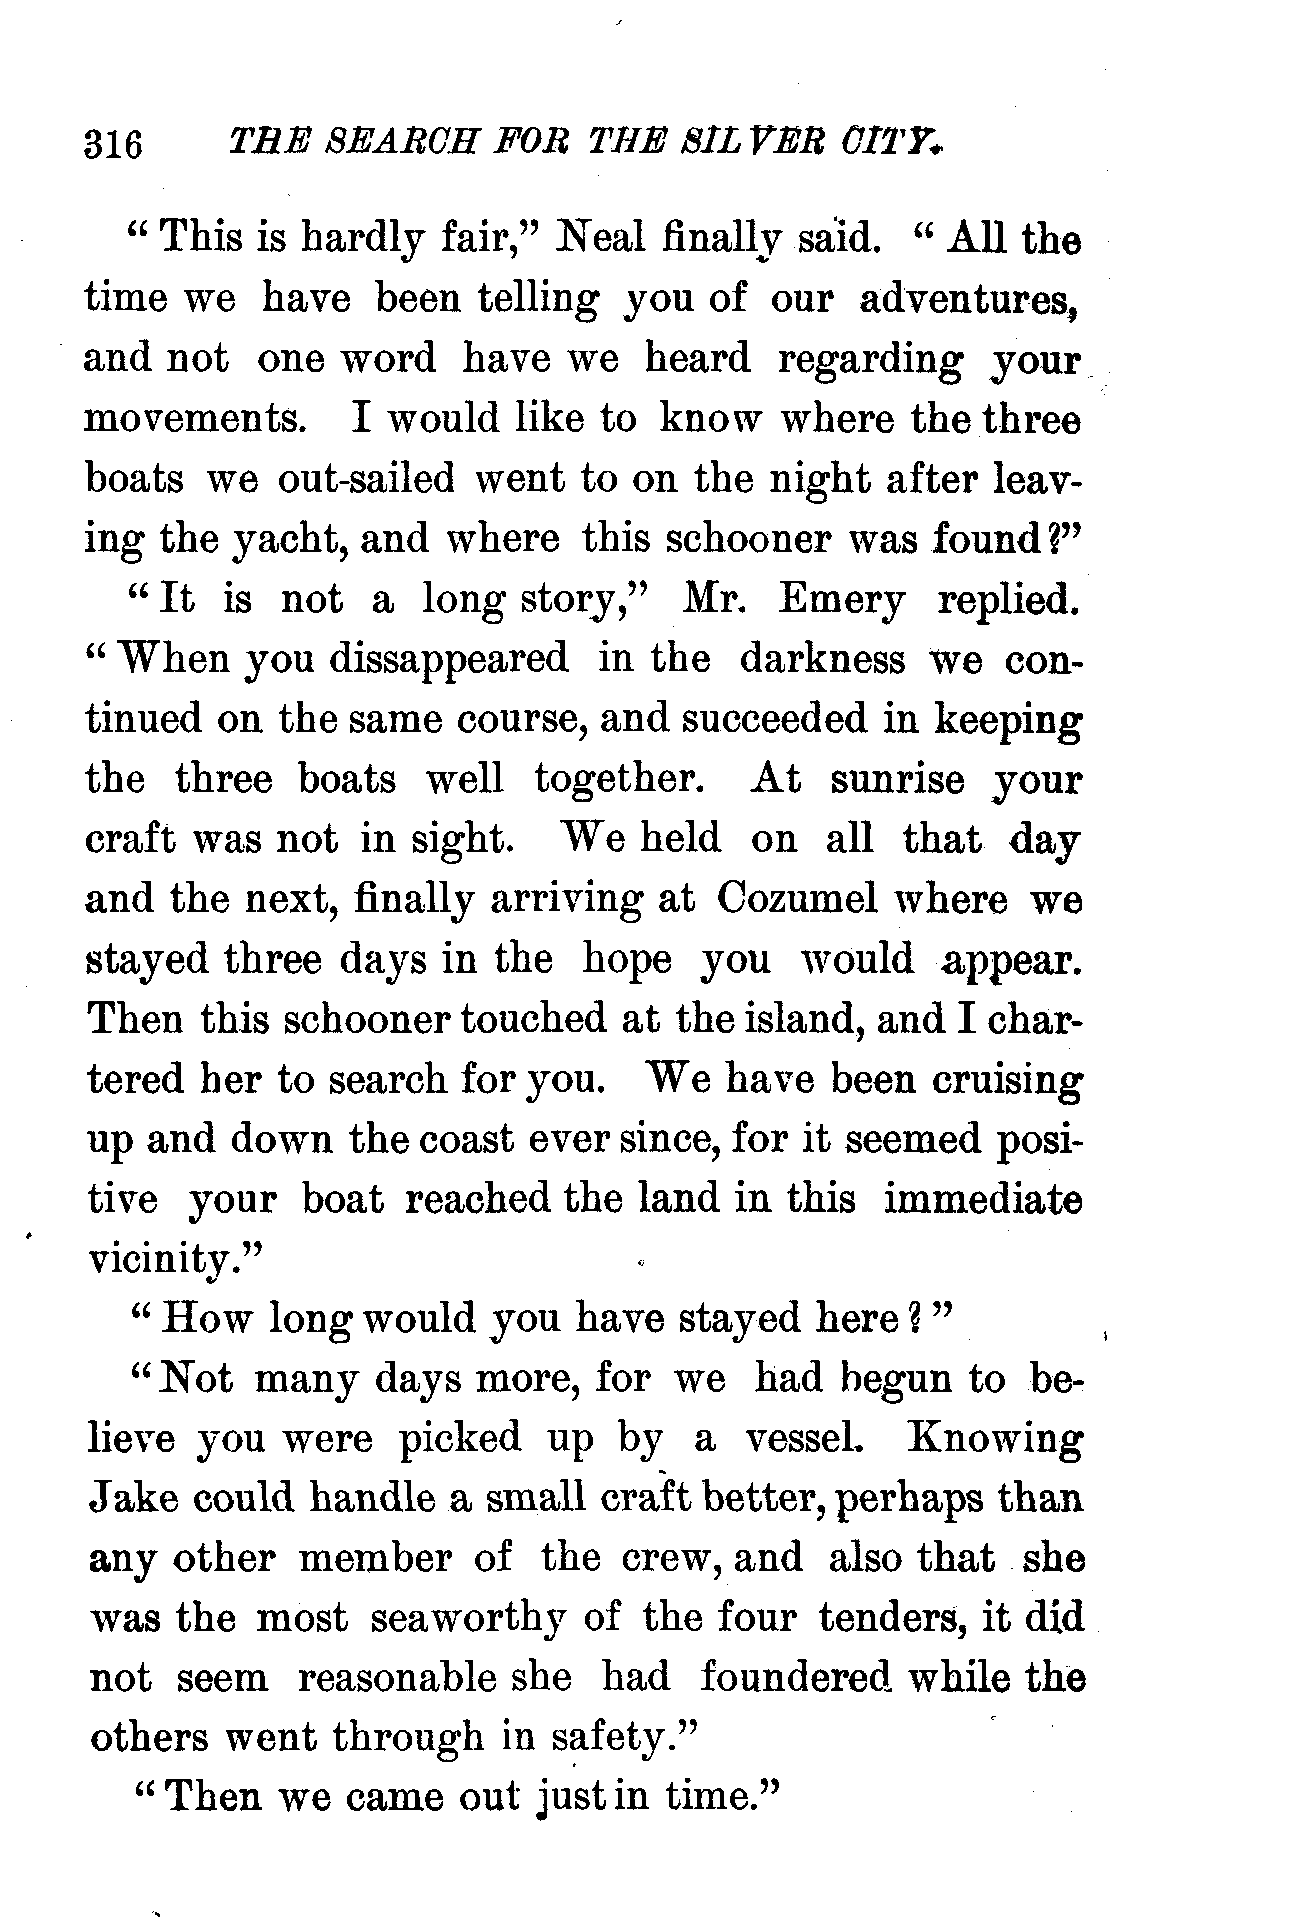 316 THE SEARCH FOR THE SILVER CITY.
“ This is hardly fair,” Neal finally said. “ All the
time we have been telling you of our adventures,
and not one word have we heard regarding your
movements. I would like to know where the three
boats we out-sailed went to on the night after leav-
ing the yacht, and where this schooner was found?”
“ It is not a long story,” Mr. Emery replied.
“ When you dissappeared in the darkness we con-
tinued on the same course, and succeeded in keeping
the three boats well together. At sunrise your
craft was not in sight. We held on all that day
and the next, finally arriving at Cozumel where we
stayed three days in the hope you would appear.
Then this schooner touched at the island, and I char-
tered her to search for you. We have been cruising
up and down the coast ever since, for it seemed posi-
tive your boat reached the land in this immediate
vicinity.”
“ How long would you have stayed here ? ”
“ Not many days more, for we had begun to be-
lieve you were picked up by a vessel. Knowing
Jake could handle a small craft better, perhaps than
any other member of the crew, and also that she
was the most seaworthy of the four tenders, it did
not seem reasonable she had foundered while the
others went through in safety.”
“ Then we came out just in time.”